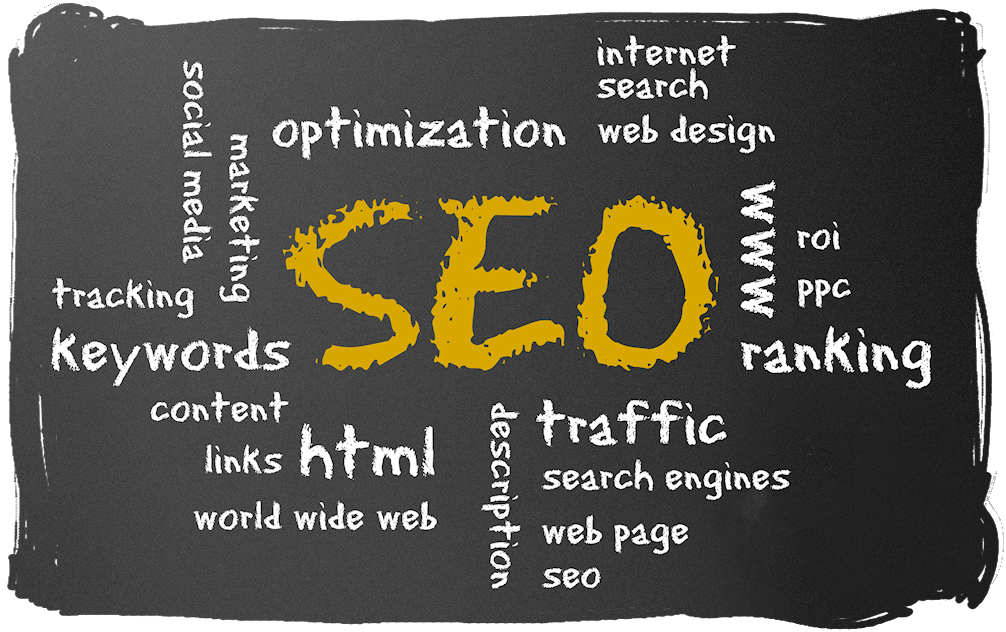 internet
search
web design
optimization
social media
marketing
SEO
www
roi
ppc
tracking
keywords
ranking
content
links
html
world wide web
description
traffic
search engines
web page
seo